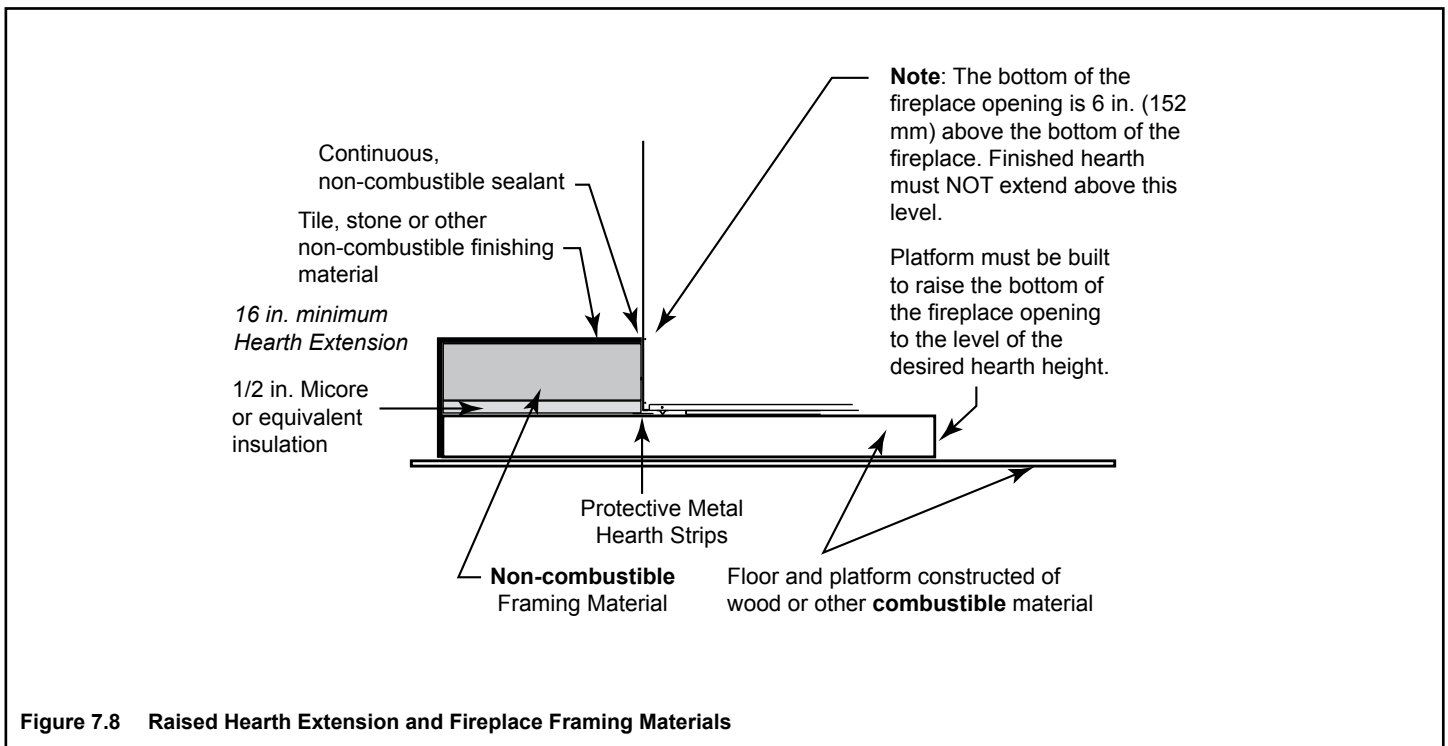 Note: The bottom of the
fireplace opening is 6 in. (152
mm) above the bottom of the
fireplace. Finished hearth
must NOT extend above this
level.
Continuous,
non-combustible sealant
Tile, stone or other
non-combustible finishing
material
16 in. minimum
Hearth Extension
1/2 in. Micore
or equivalent
insulation
Platform must be built
to raise the bottom of
the fireplace opening
to the level of the
desired hearth height.
Protective Metal
Hearth Strips
Non-combustible
Framing Material
Floor and platform constructed of
wood or other combustible material
Figure 7.8 Raised Hearth Extension and Fireplace Framing Materials